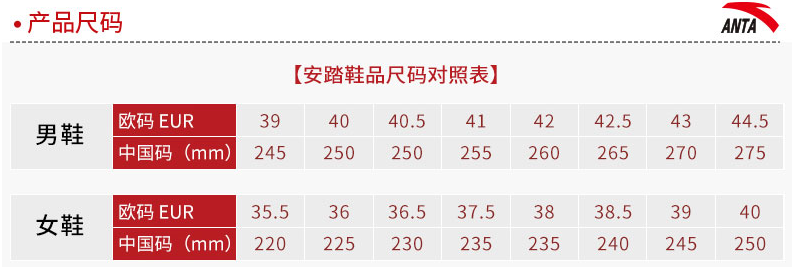 • 产品尺码
ANTA
【安踏鞋品尺码对照表】
男鞋
欧码 EUR 39 40 40.5 41 42 42.5 43 44.5
中国码（mm） 245 250 250 255 260 265 270 275
女鞋
欧码 EUR 35.5 36 36.5 37.5 38 38.5 39 40
中国码（mm） 220 225 230 235 235 240 245 250